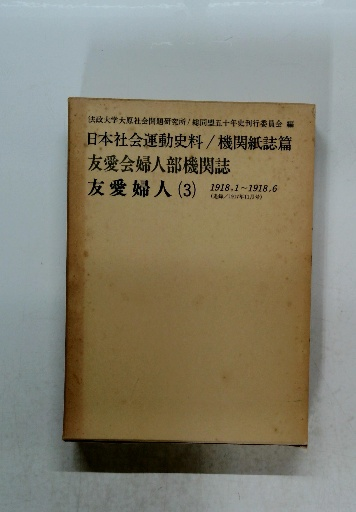 法政大学大原社会問題研究所／総同盟五十年史刊行委員会 編
日本社会運動史料／機関紙誌篇
友愛会婦人部機関誌
友愛婦人(3) 1918.1～1918.6